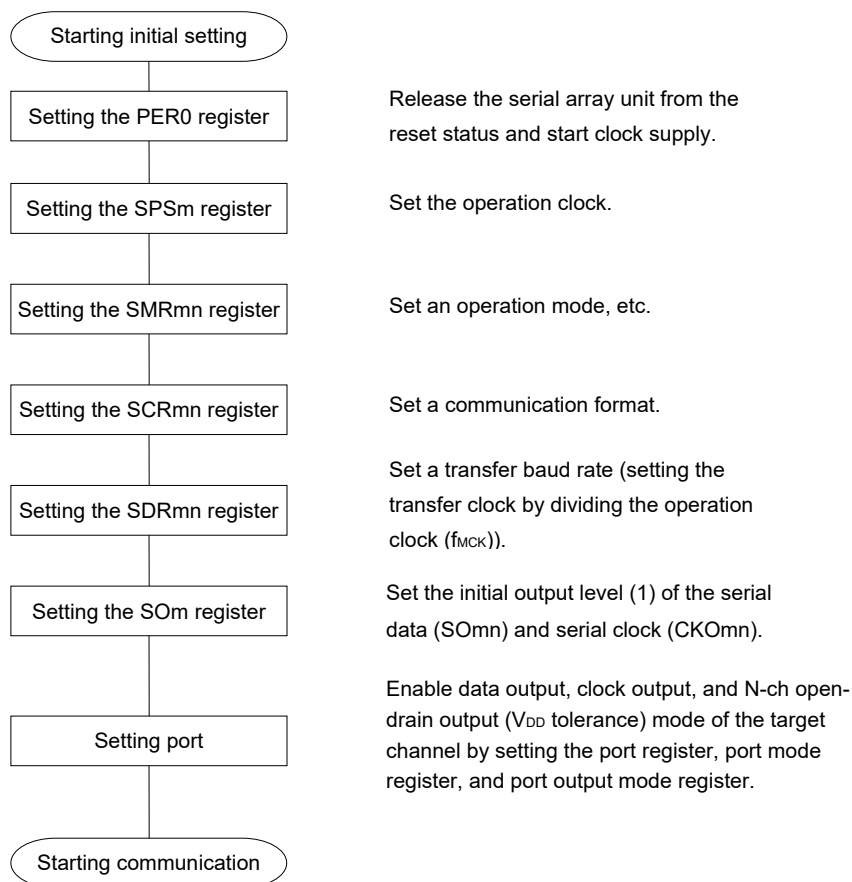 Starting initial setting
Setting the PER0 register
Release the serial array unit from the
reset status and start clock supply.
Setting the SPSm register
Set the operation clock.
Setting the SMRmn register
Set an operation mode, etc.
Setting the SCRmn register
Set a communication format.
Setting the SDRmn register
Set a transfer baud rate (setting the
transfer clock by dividing the operation
clock (fMCK)).
Setting the SOm register
Set the initial output level (1) of the serial
data (SOmn) and serial clock (CKOmn).
Setting port
Enable data output, clock output, and N-ch open-
drain output (VDD tolerance) mode of the target
channel by setting the port register, port mode
register, and port output mode register.
Starting communication